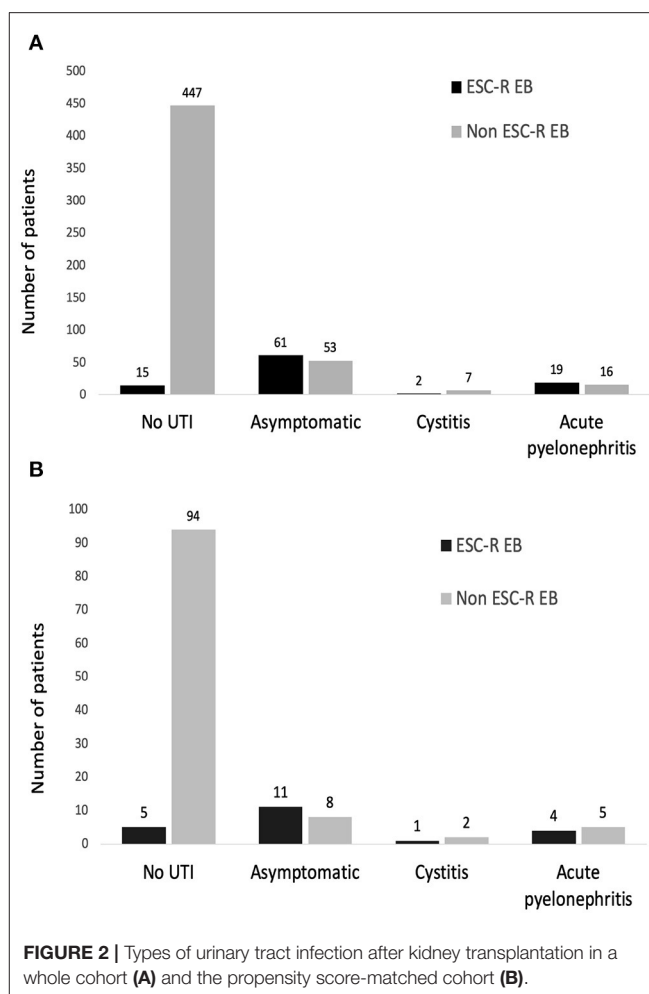 A
Number of patients
500
450
400
350
300
250
200
150
100
50
0
ESC-R EB
Non ESC-R EB
15
447
61
53
2
7
19
16
No UTI
Asymptomatic
Cystitis
Acute
pyelonephritis
B
Number of patients
100
90
80
70
60
50
40
30
20
10
0
ESC-R EB
Non ESC-R EB
5
94
11
8
1
2
4
5
No UTI
Asymptomatic
Cystitis
Acute
pyelonephritis
FIGURE 2 | Types of urinary tract infection after kidney transplantation in a
whole cohort (A) and the propensity score-matched cohort (B).